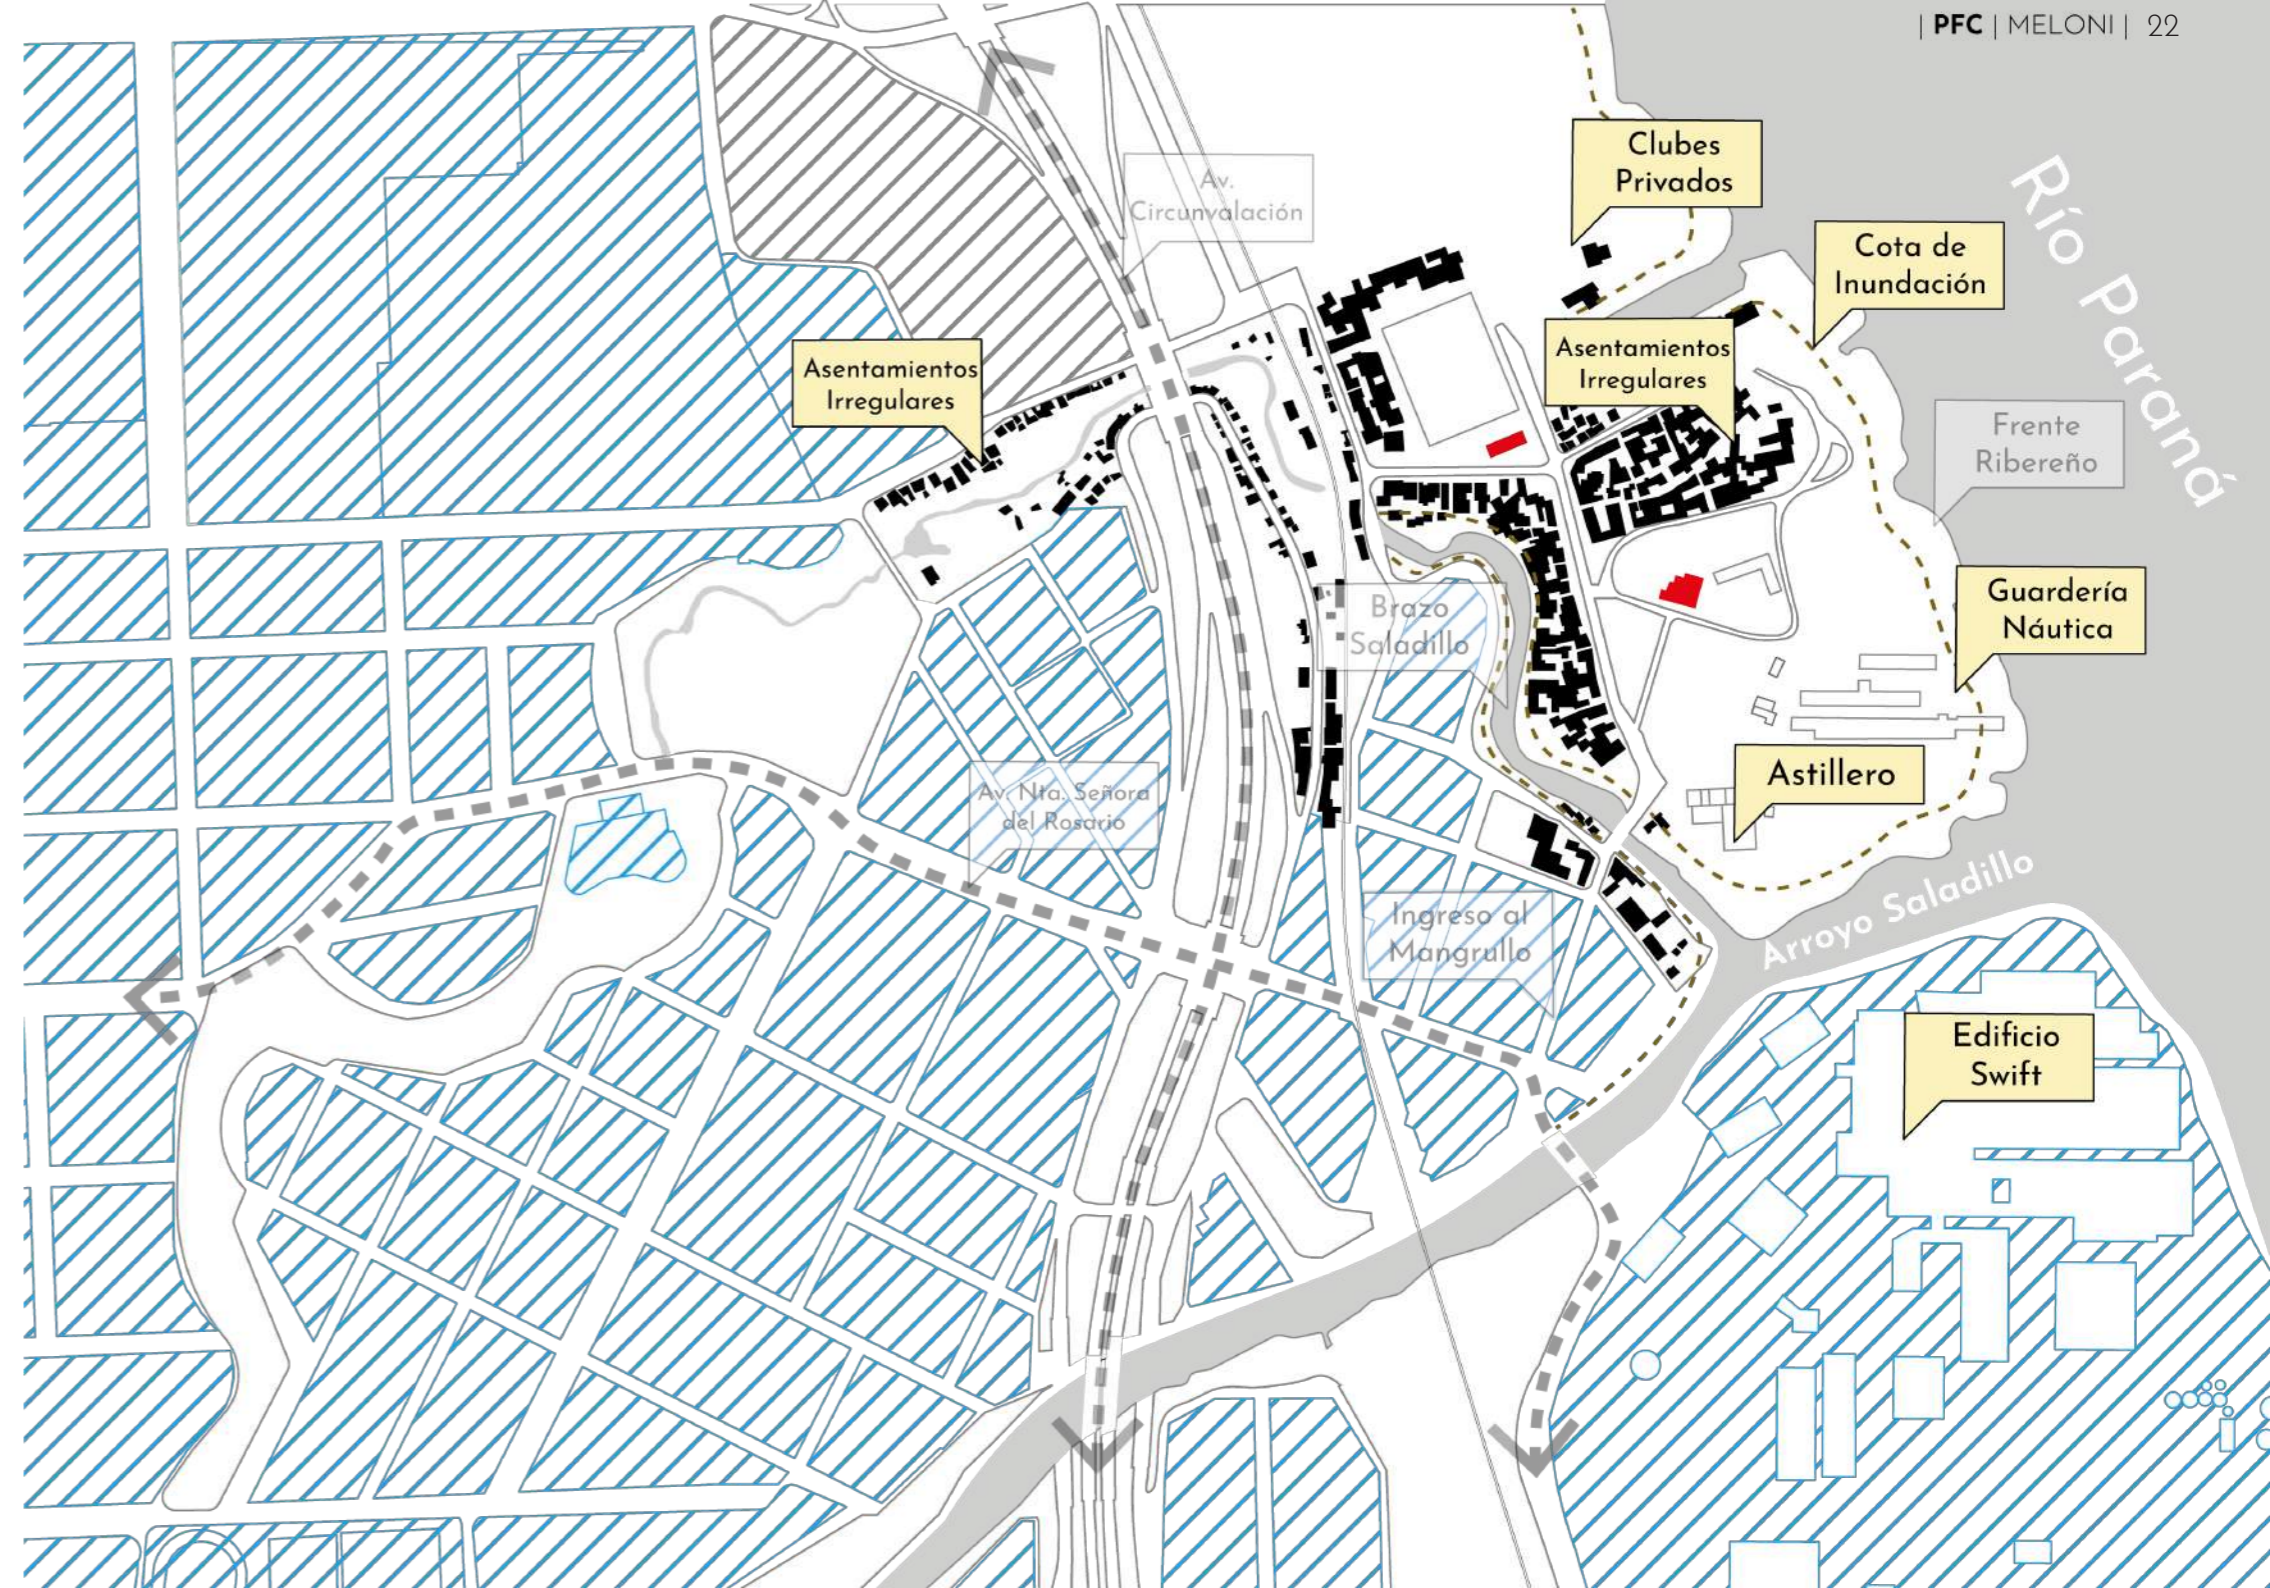 | PFC | MELONI | 22
Clubes
Privados
Av.
Circunvalación
Río Paraná
Cota de
Inundación
Asentamientos
Irregulares
Asentamientos
Irregulares
Frente
Ribereño
Guardería
Náutica
Brazo
Saladillo
Astillero
Av. Nta. Señora
del Rosario
Arroyo Saladillo
Ingreso al
Mangrullo
Edificio
Swift